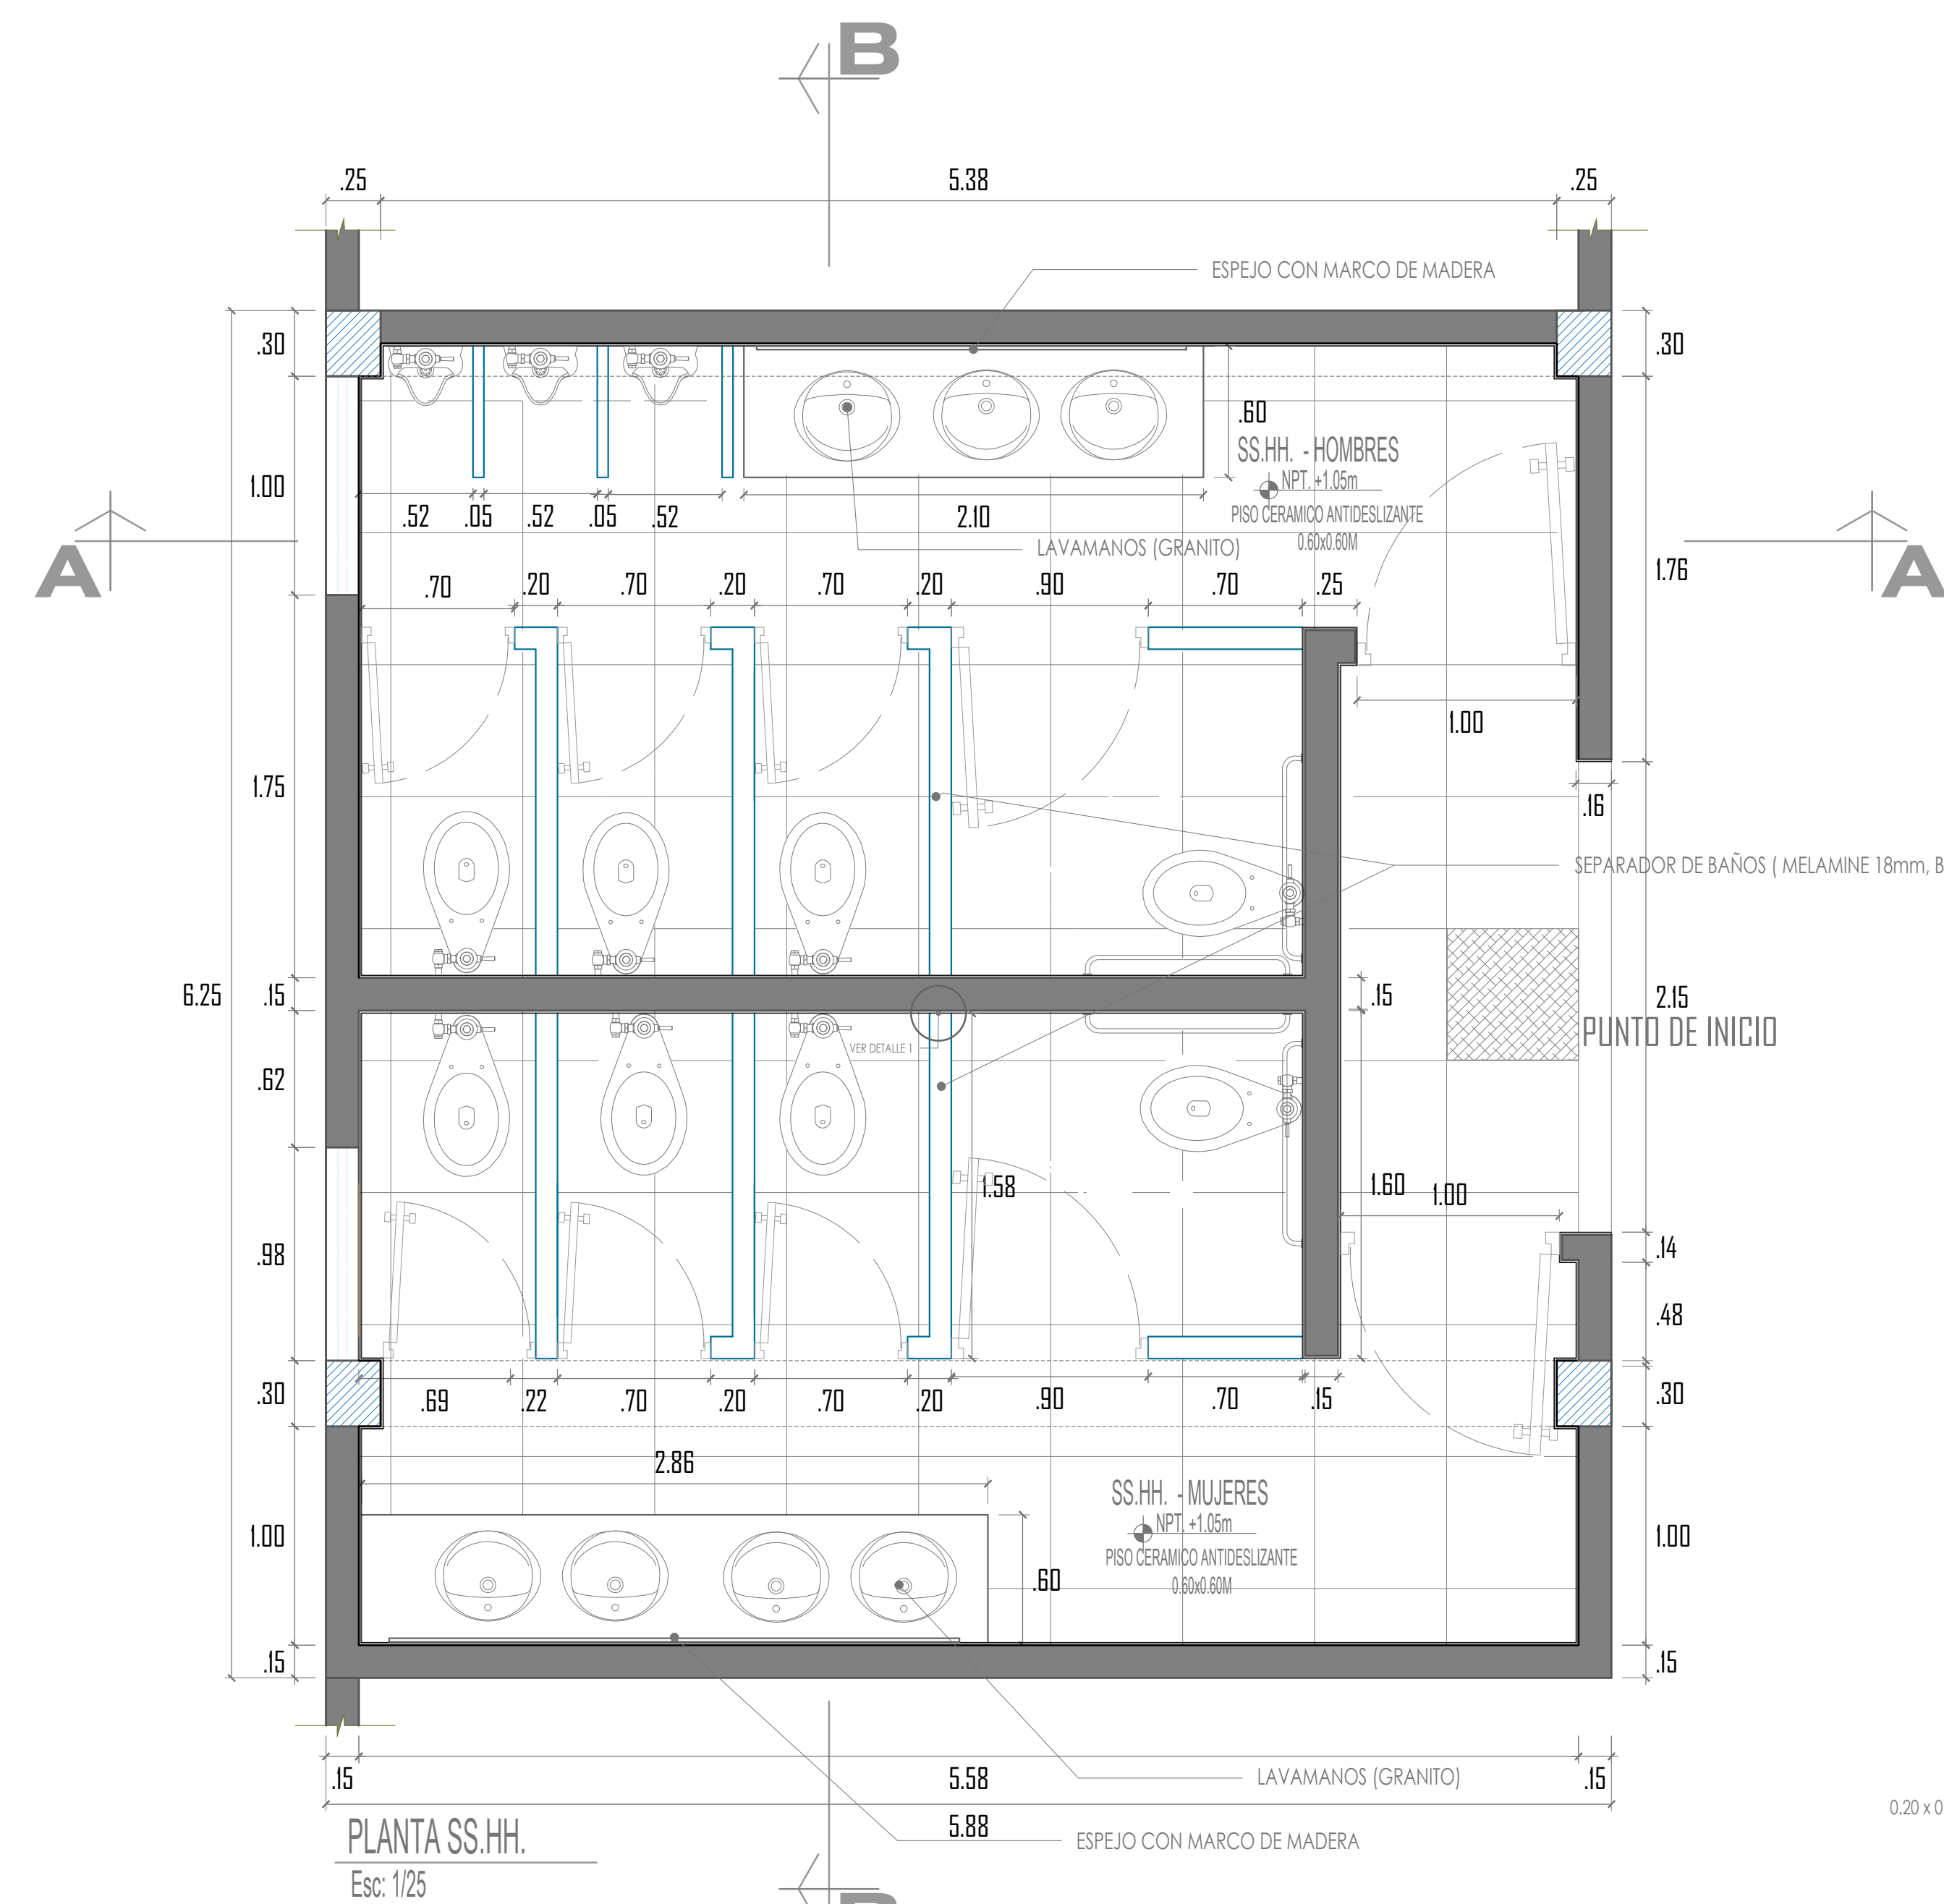 B
.25
5.38
.25
ESPEJO CON MARCO DE MADERA
.30
.30
.60
SS.HH. - HOMBRES
NPT. +1.05m
PISO CERAMICO ANTIDESLIZANTE
0.60x0.60M
1.00
.52
.05
.52
.05
.52
2.10
LAVAMANOS (GRANITO)
A
A
1.76
.70
.20
.70
.20
.70
.20
.90
.70
.25
1.00
1.75
.16
SEPARADOR DE BAÑOS ( MELAMINE 18mm, B
6.25
.15
.15
2.15
PUNTO DE INICIO
VER DETALLE 1
.62
1.58
1.60
1.00
.98
.14
.48
.30
.69
.22
.70
.20
.70
.20
.90
.70
.15
.30
2.86
SS.HH. - MUJERES
NPT. +1.05m
PISO CERAMICO ANTIDESLIZANTE
0.60x0.60M
1.00
.60
1.00
.15
.15
.15
5.58
LAVAMANOS (GRANITO)
.15
5.88
ESPEJO CON MARCO DE MADERA
0.20 x 0
PLANTA SS.HH.
Esc: 1/25
B